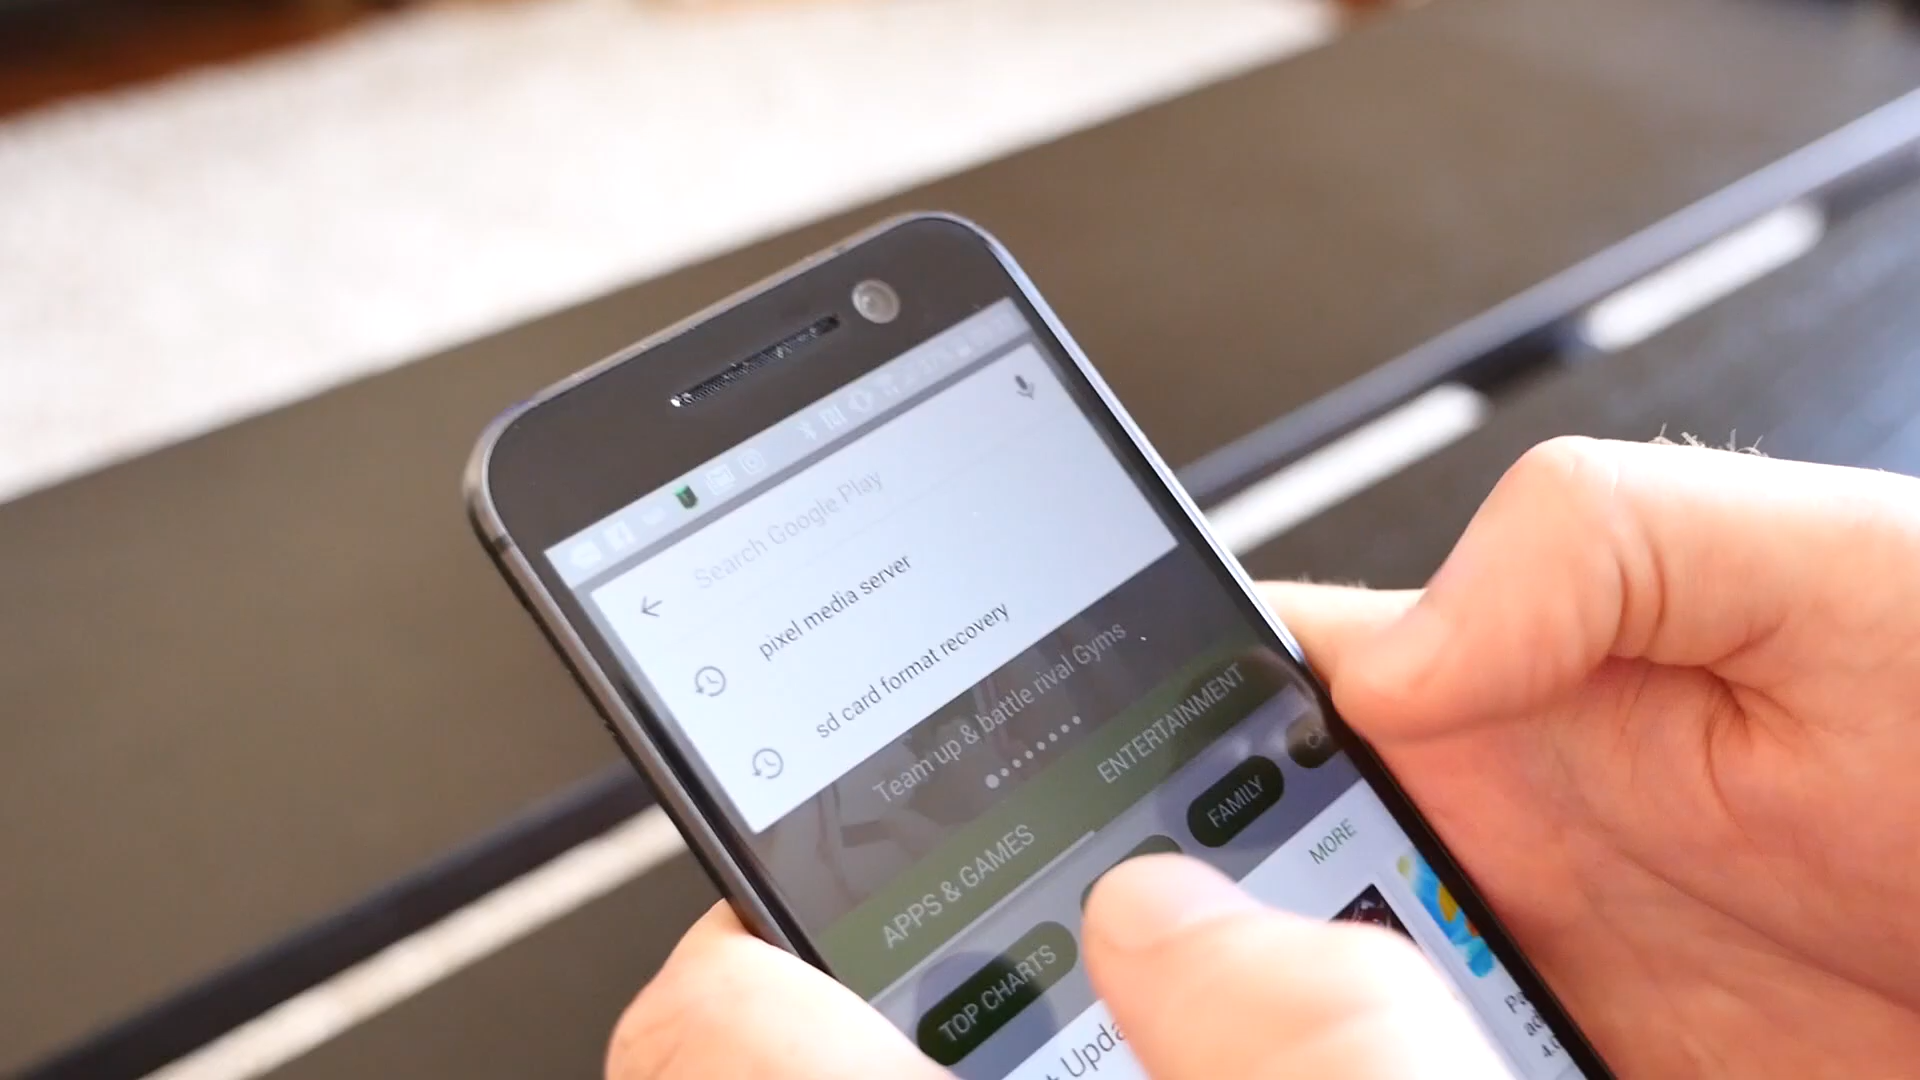 Search Google Play
pixel media server
sd card format recovery
Team up & battle rival Gyms
APPS & GAMES
ENTERTAINMENT
TOP CHARTS
FAMILY
MORE